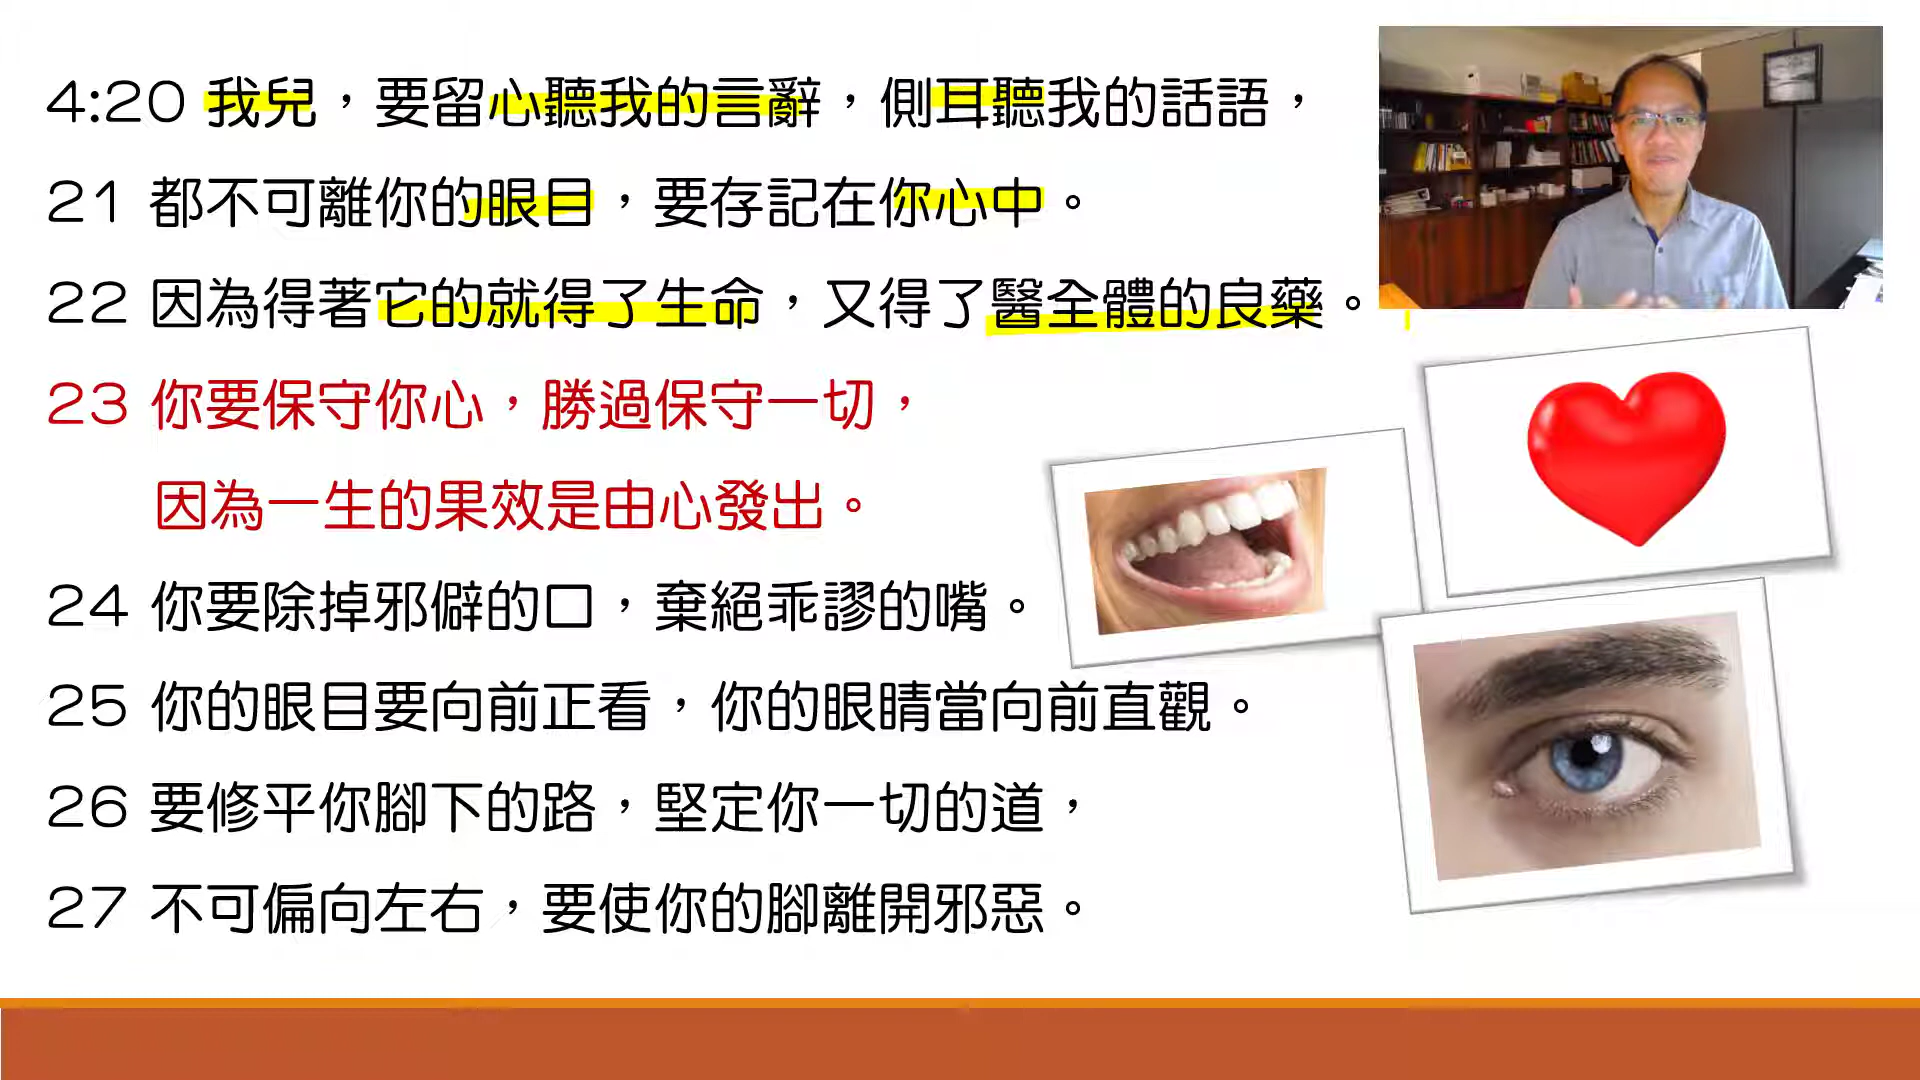 4:20 我兒，要留心聽我的言辭，側耳聽我的話語，
21 都不可離你的眼目，要存記在你心中。
22 因為得著它的就得了生命，又得了醫全體的良藥。
23 你要保守你心，勝過保守一切，
因為一生的果效是由心發出。
24 你要除掉邪僻的口，棄絕乖謬的嘴。
25 你的眼目要向前正看，你的眼睛當向前直觀。
26 要修平你腳下的路，堅定你一切的道，
27 不可偏向左右，要使你的腳離開邪惡。